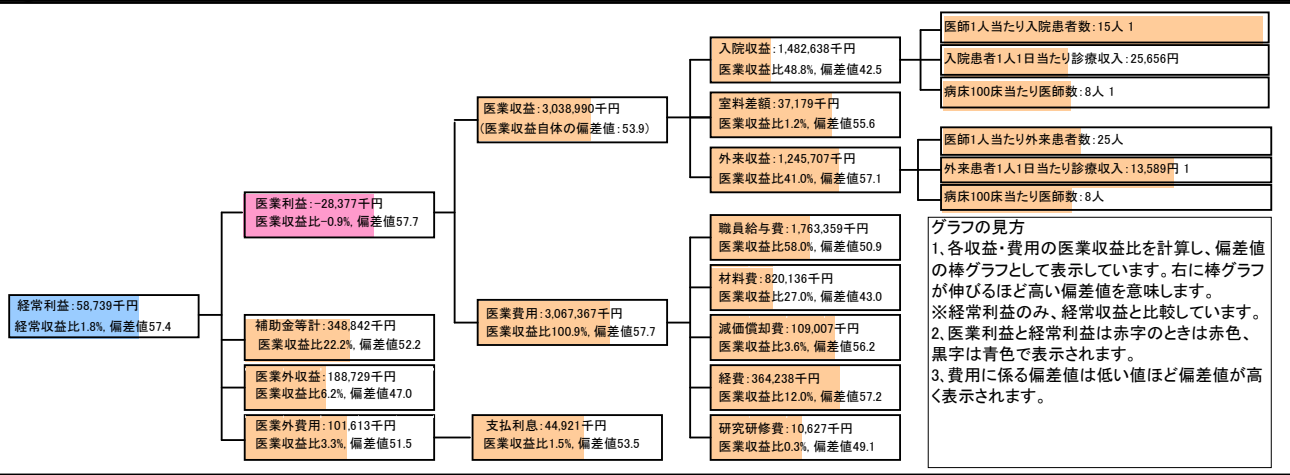 経常利益：58,739千円
経常収益比1.8%, 偏差値57.4
医業利益：-28,377千円
医業収益比-0.9%, 偏差値57.7
補助金等計：348,842千円
医業収益比22.2%, 偏差値52.2
医業外収益：188,729千円
医業収益比6.2%, 偏差値47.0
医業外費用：101,613千円
医業収益比3.3%, 偏差値51.5
医業収益：3,038,990千円
(医業収益自体の偏差値：53.9)
医業費用：3,067,367千円
医業収益比100.9%, 偏差値57.7
支払利息：44,921千円
医業収益比1.5%, 偏差値53.5
入院収益：1,482,638千円
医業収益比48.8%, 偏差値42.5
室料差額：37,179千円
医業収益比1.2%, 偏差値55.6
外来収益：1,245,707千円
医業収益比41.0%, 偏差値57.1
職員給与費：1,763,359千円
医業収益比58.0%, 偏差値50.9
材料費：820,136千円
医業収益比27.0%, 偏差値43.0
減価償却費：109,007千円
医業収益比3.6%, 偏差値56.2
経費：364,238千円
医業収益比12.0%, 偏差値57.2
研究研修費：10,627千円
医業収益比0.3%, 偏差値49.1
医師1人当たり入院患者数：15人 1
入院患者1人1日当たり診療収入：25,656円
病床100床当たり医師数：8人 1
医師1人当たり外来患者数：25人
外来患者1人1日当たり診療収入：13,589円 1
病床100床当たり医師数：8人
グラフの見方
1、各収益・費用の医業収益比を計算し、偏差値
の棒グラフとして表示しています。右に棒グラフ
が伸びるほど高い偏差値を意味します。
※経常利益のみ、経常収益と比較しています。
2、医業利益と経常利益は赤字のときは赤色、
黒字は青色で表示されます。
3、費用に係る偏差値は低い値ほど偏差値が高
く表示されます。